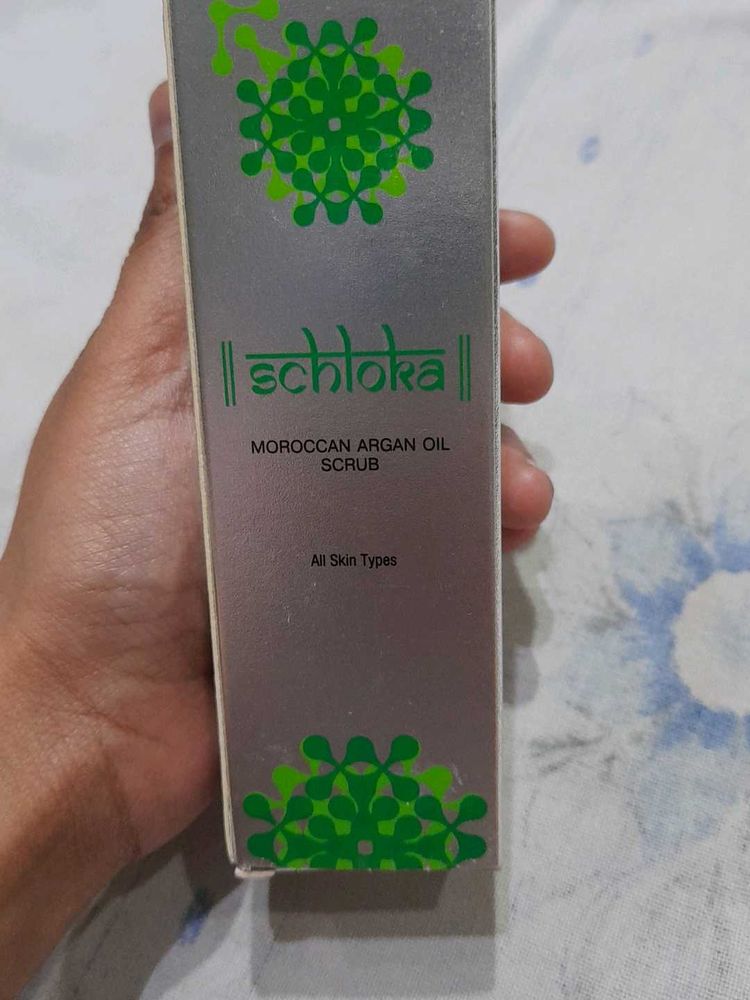 schloka
MOROCCAN ARGAN OIL
SCRUB
All Skin Types